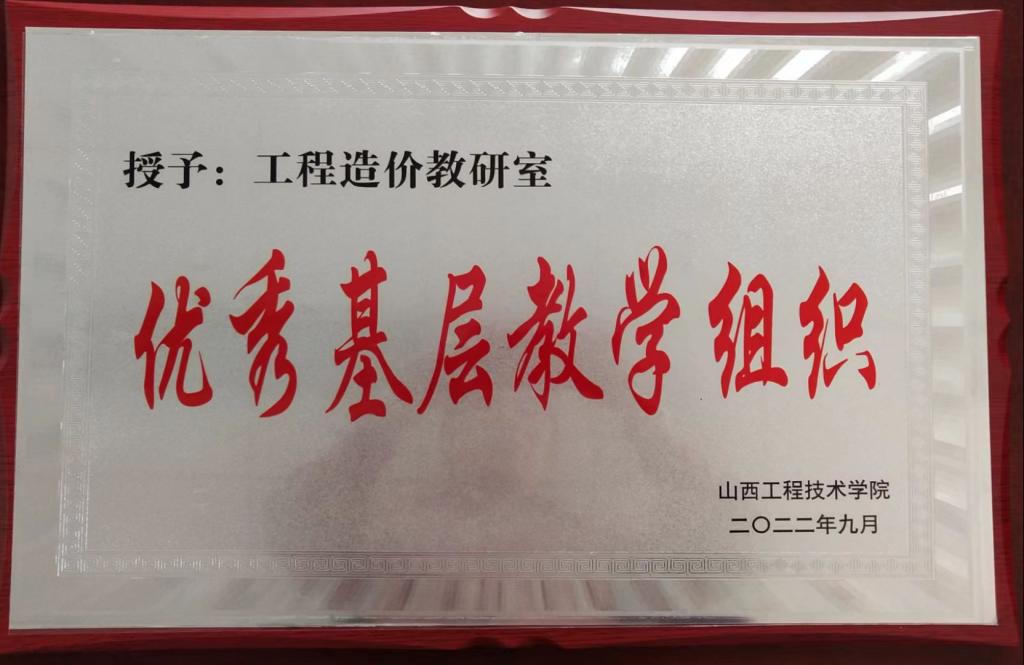 授予：工程造价教研室
优秀基层教学组织
山西工程技术学院
二〇二二年九月